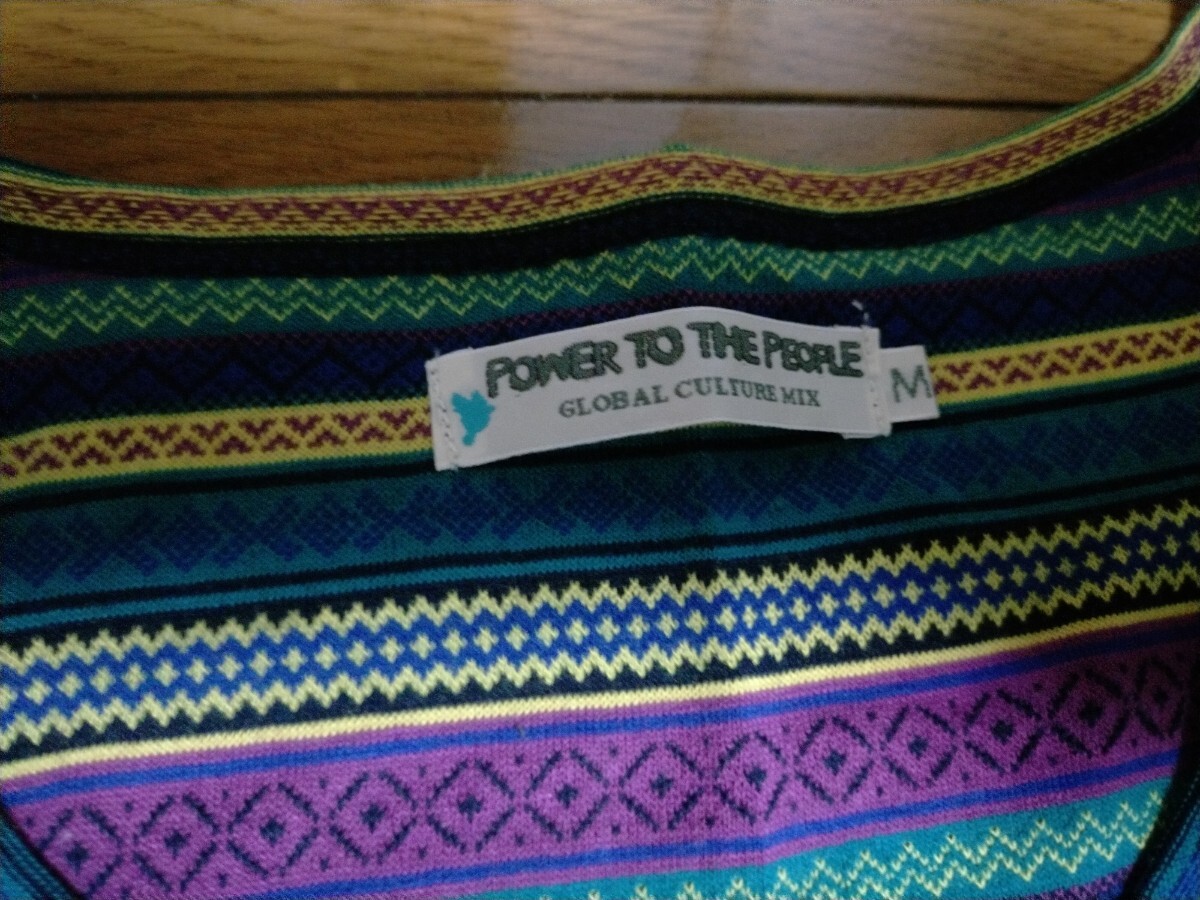 POWER TO THE PEOPLE
GLOBAL CULTURE MIX
M